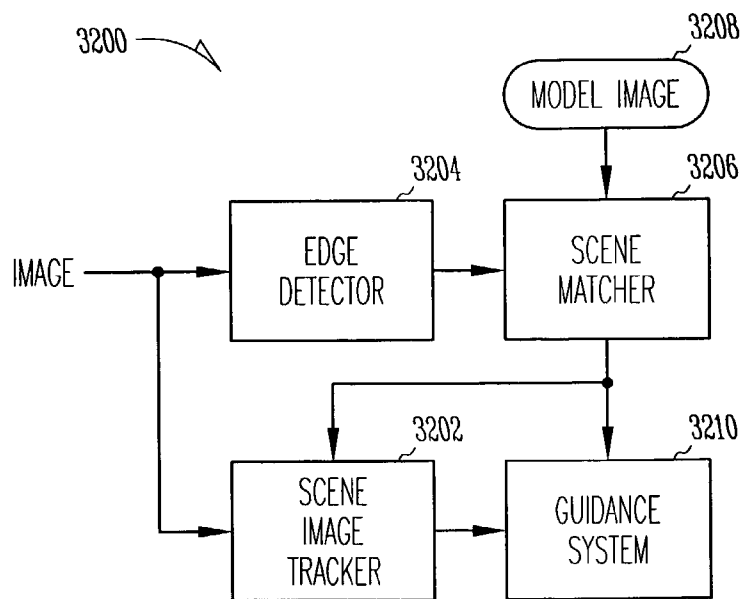 3200
3208
MODEL IMAGE
3204
3206
EDGE
DETECTOR
SCENE
MATCHER
IMAGE
3202
3210
SCENE
IMAGE
TRACKER
GUIDANCE
SYSTEM